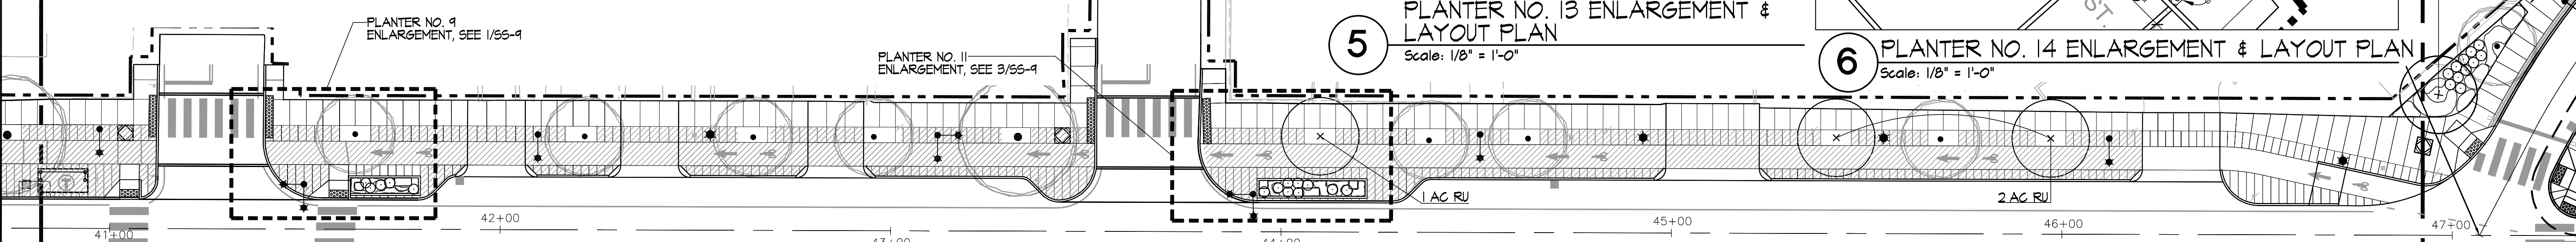 PLANTER NO. 9
ENLARGEMENT, SEE 1/SS-9
PLANTER NO. 11
ENLARGEMENT, SEE 3/SS-9
5
PLANTER NO. 13 ENLARGEMENT &
LAYOUT PLAN
Scale: 1/8" = 1'-0"
6
PLANTER NO. 14 ENLARGEMENT & LAYOUT PLAN
Scale: 1/8" = 1'-0"
ST.
T
1 AC RU
2 AC RU
41+00
42+00
43+00
44+00
45+00
46+00
47+00